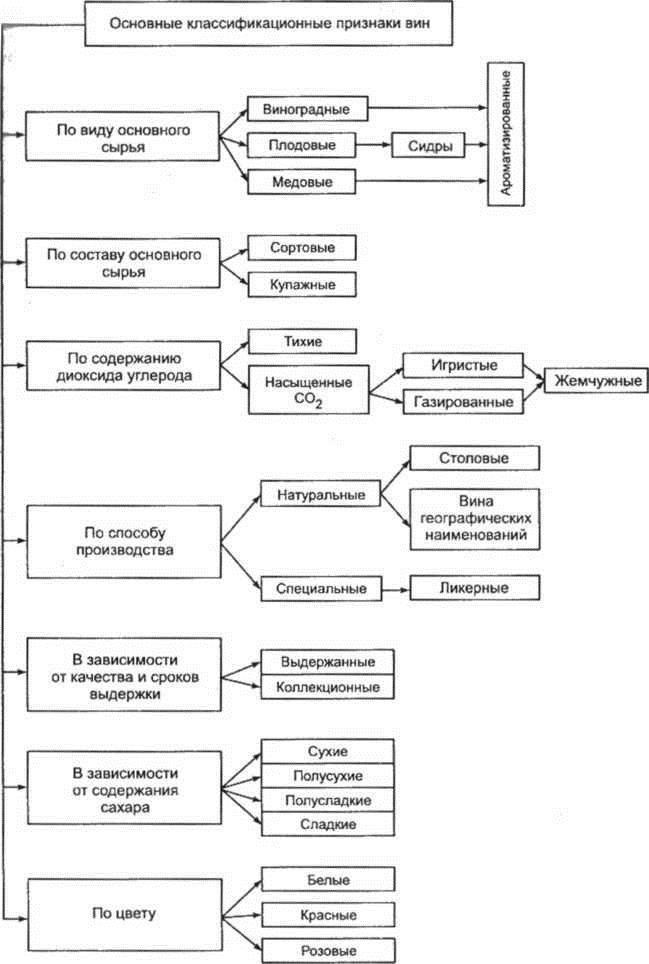 Основные классификационные признаки вин
По виду основного
сырья
Виноградные
Плодовые
Сидры
Медовые
Ароматизированные
По составу основного
сырья
Сортовые
Купажные
По содержанию
диоксида углерода
Тихие
Насыщенные
CO2
Игристые
Газированные
Жемчужные
По способу
производства
Натуральные
Столовые
Вина
географических
наименований
Специальные
Ликерные
В зависимости
от качества и сроков
выдержки
Выдержанные
Коллекционные
В зависимости
от содержания
сахара
Сухие
Полусухие
Полусладкие
Сладкие
По цвету
Белые
Красные
Розовые